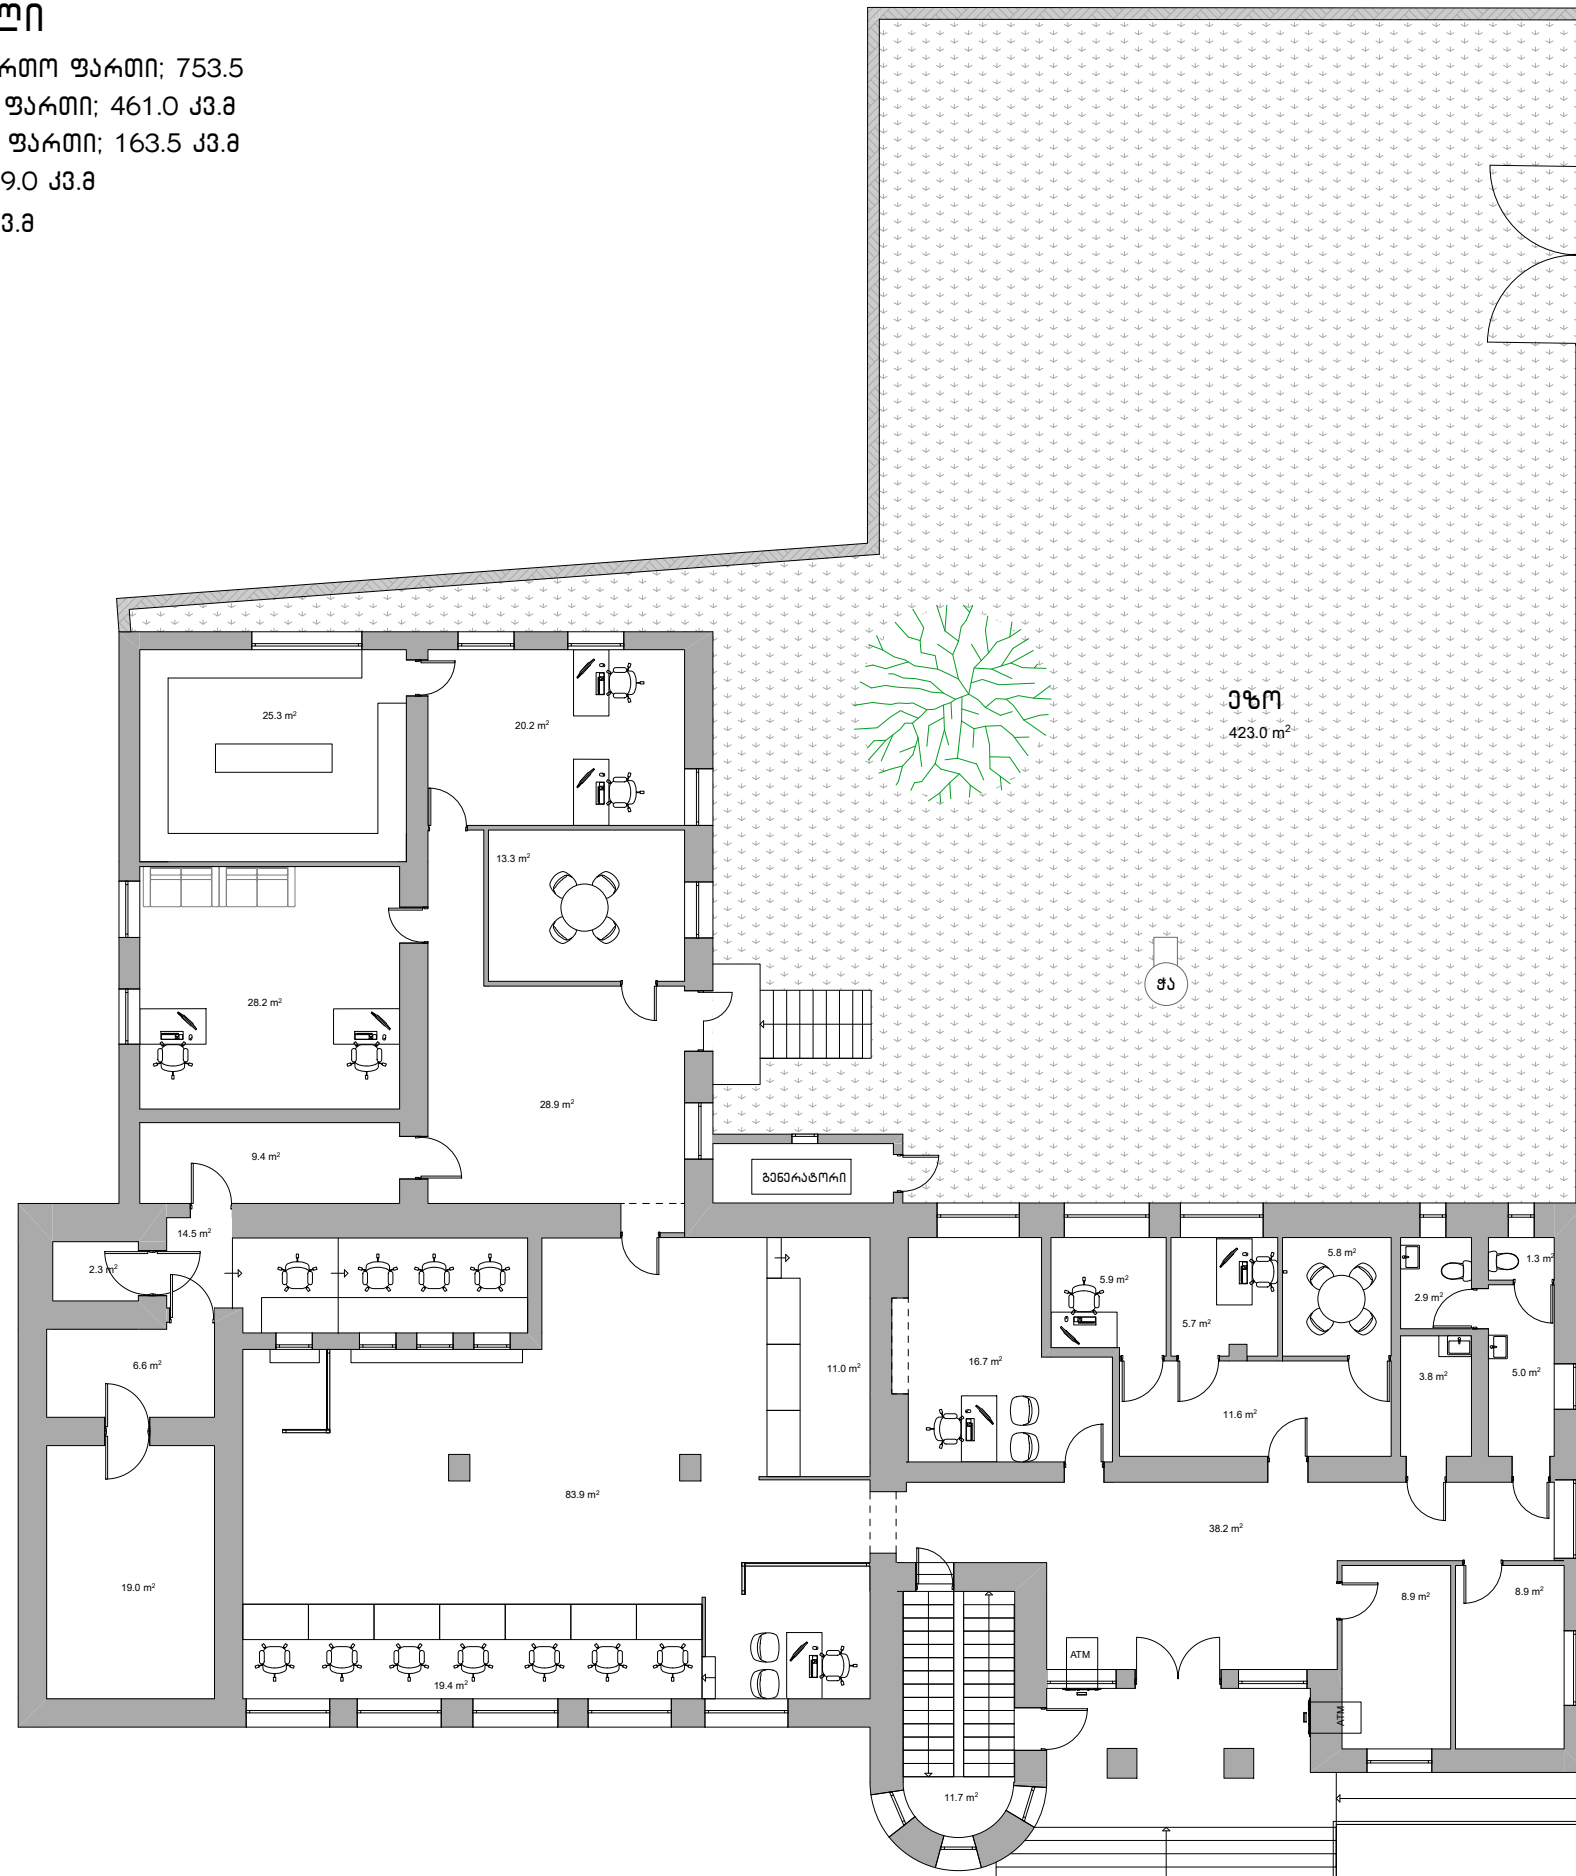 რთო ფართი; 753.5
ფართი; 461.0 კვ.მ
ფართი; 163.5 კვ.მ
9.0 კვ.მ
ვ.მ
ეზო
423.0 m²
25.3 m²
20.2 m²
13.3 m²
ჭა
28.2 m²
28.9 m²
9.4 m²
გენერატორი
14.5 m²
2.3 m²
5.9 m²
5.8 m²
1.3 m²
2.9 m²
5.7 m²
6.6 m²
11.0 m²
16.7 m²
3.8 m²
5.0 m²
11.6 m²
83.9 m²
38.2 m²
19.0 m²
8.9 m²
8.9 m²
ATM
19.4 m²
ATM
11.7 m²